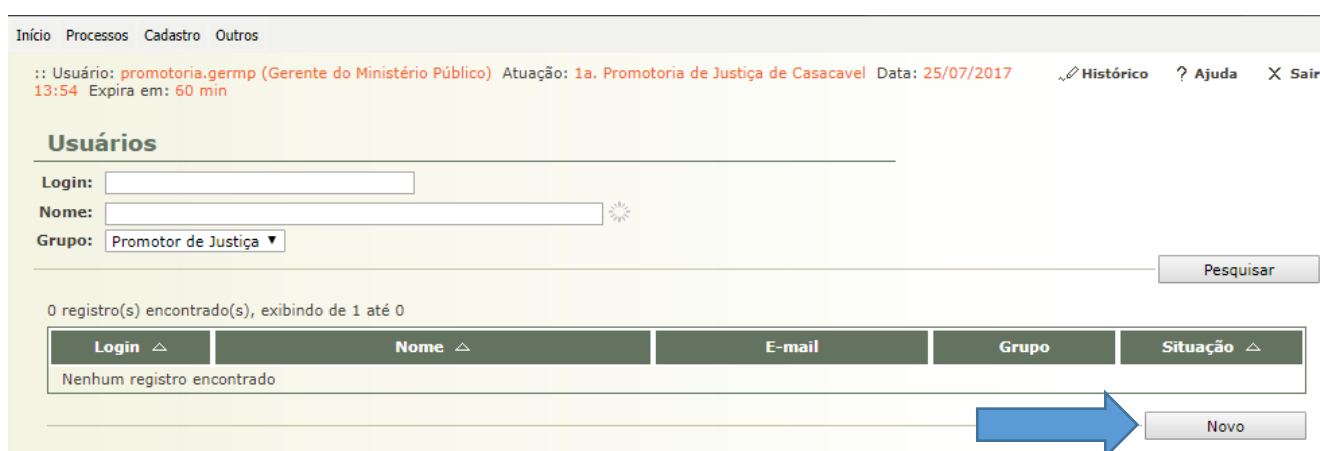 Início Processos Cadastro Outros
:: Usuário: promotoria.germp (Gerente do Ministério Público) Atuação: 1a. Promotoria de Justiça de Casacavel Data: 25/07/2017
13:54 Expira em: 60 min
Histórico ? Ajuda X Sair
Usuários
Login:
Nome:
Grupo: Promotor de Justiça
Pesquisar
0 registro(s) encontrado(s), exibindo de 1 até 0
Login Nome E-mail Grupo Situação
Nenhum registro encontrado
Novo